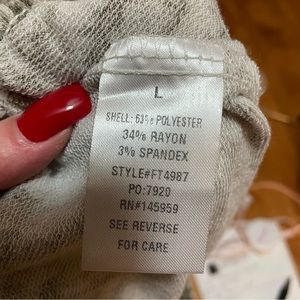 L
SHELL: 63% POLYESTER
34% RAYON
3% SPANDEX
STYLE#FT4987
PO:7920
RN#145959
SEE REVERSE
FOR CARE